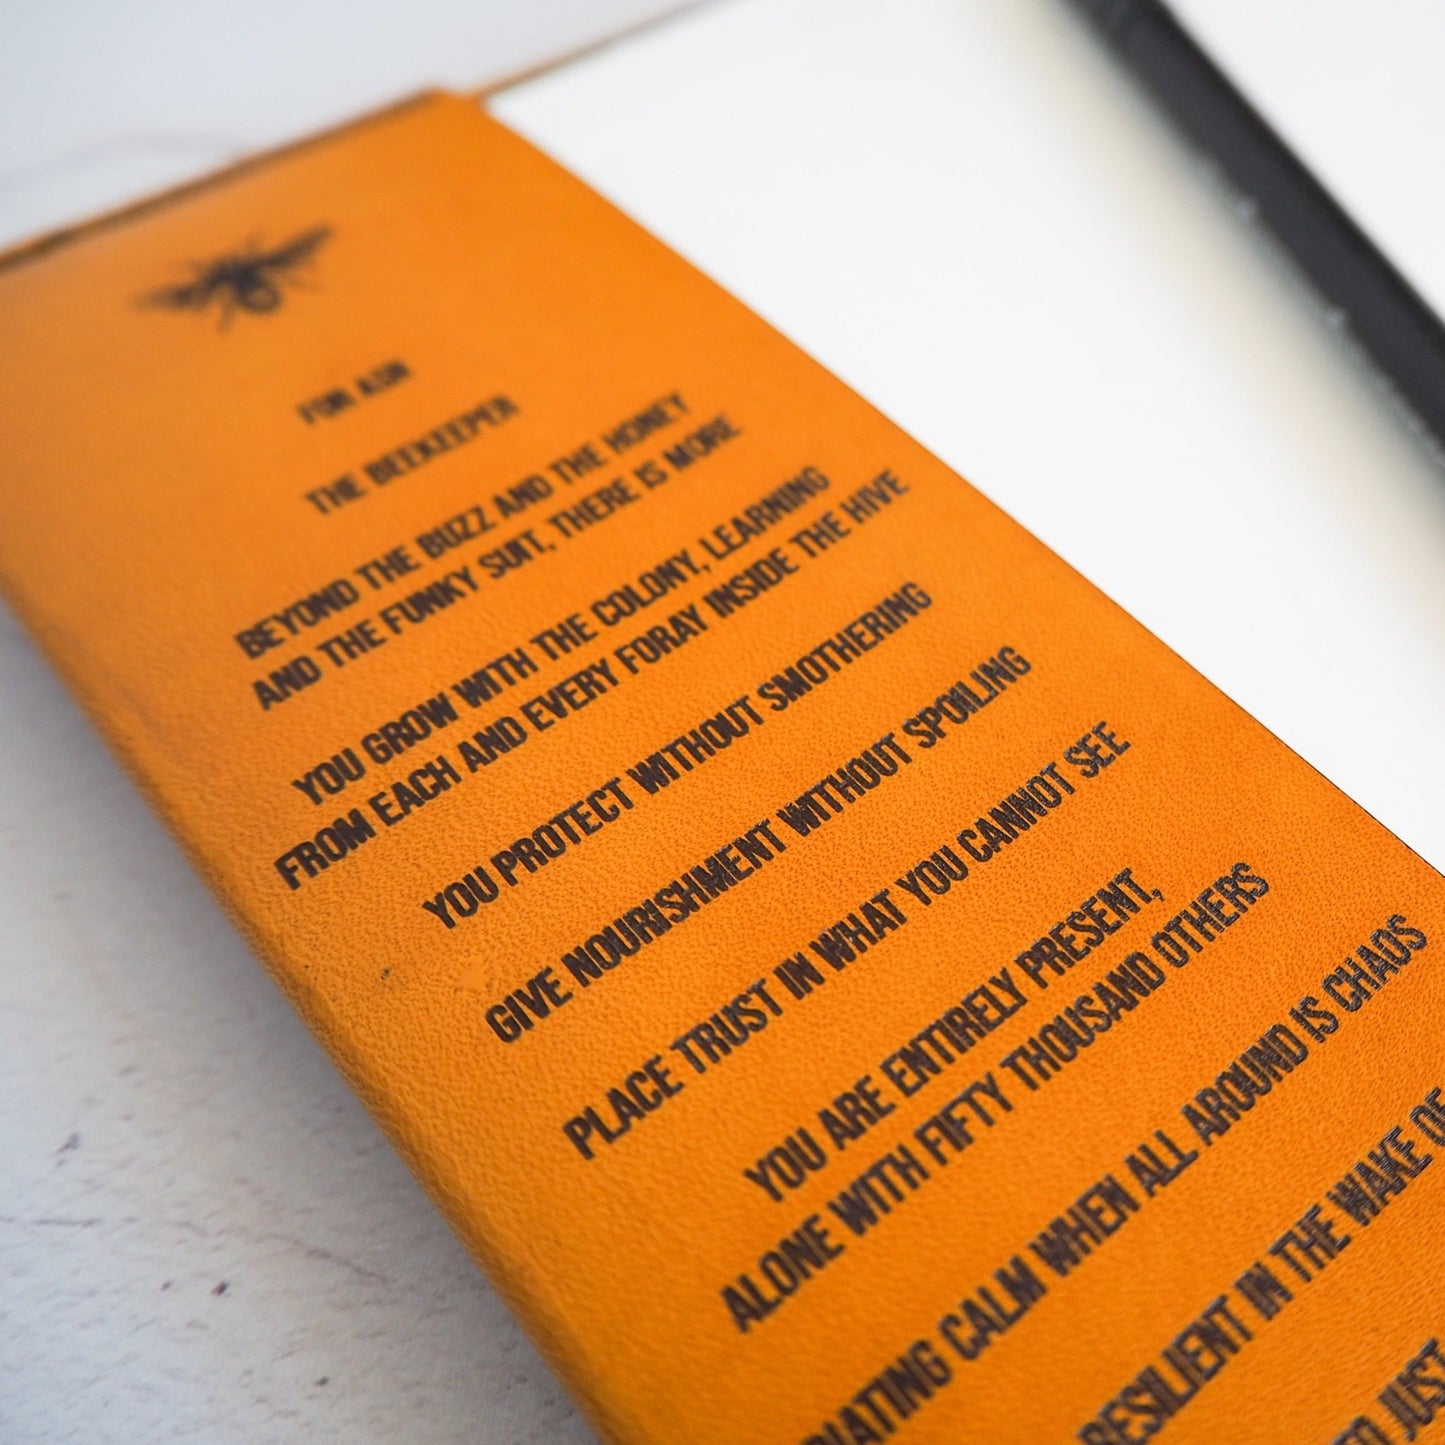 FOR ASH
THE BEEKEEPER
BEYOND THE BUZZ AND THE HONEY
AND THE FUNKY SUIT, THERE IS MORE
YOU GROW WITH THE COLONY, LEARNING
FROM EACH AND EVERY FORAY INSIDE THE HIVE
YOU PROTECT WITHOUT SMOTHERING
GIVE NOURISHMENT WITHOUT SPOILING
PLACE TRUST IN WHAT YOU CANNOT SEE
YOU ARE ENTIRELY PRESENT,
ALONE WITH FIFTY THOUSAND OTHERS
CALM WHEN ALL AROUND IS CHAOS
RESILIENT IN THE WAKE OF
JUST